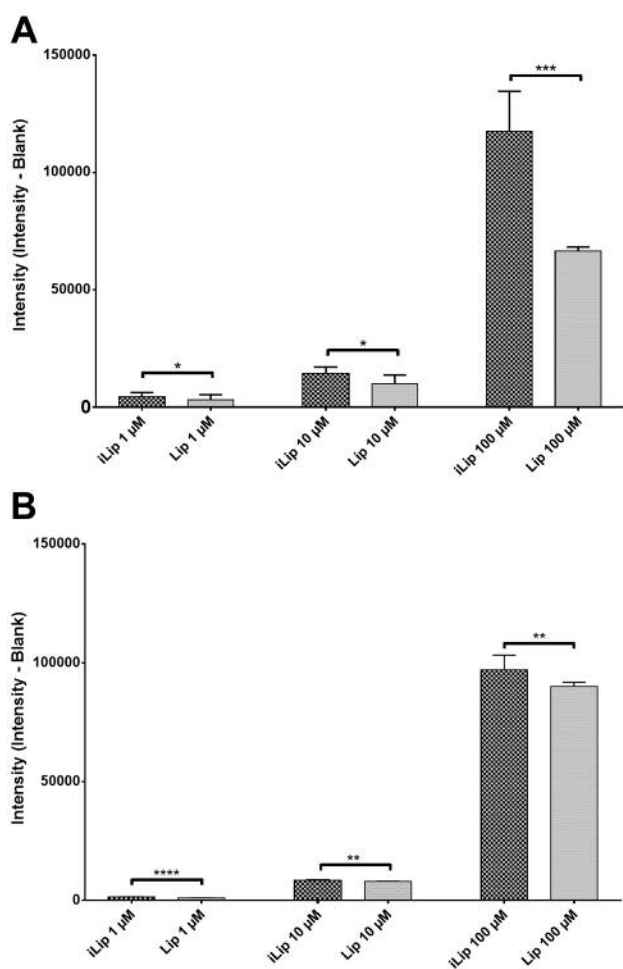 A
Intensity (Intensity - Blank)
150000
100000
50000
0
*
*
***
iLip 1 µM
Lip 1 µM
iLip 10 µM
Lip 10 µM
iLip 100 µM
Lip 100 µM
B
Intensity (Intensity - Blank)
150000
100000
50000
0
****
**
**
iLip 1 µM
Lip 1 µM
iLip 10 µM
Lip 10 µM
iLip 100 µM
Lip 100 µM